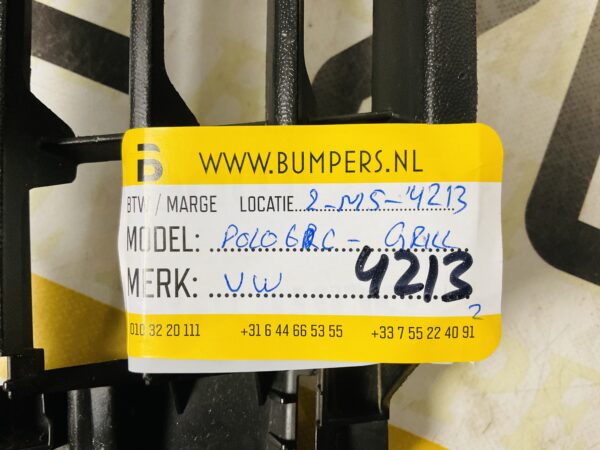 B WWW.BUMPERS.NL
BTW / MARGE LOCATIE 2-MS-4213
MODEL: POLO 6RC - GRILL
MERK: VW 4213
2
010 32 20 111 +31 6 44 66 53 55 +33 7 55 22 40 91